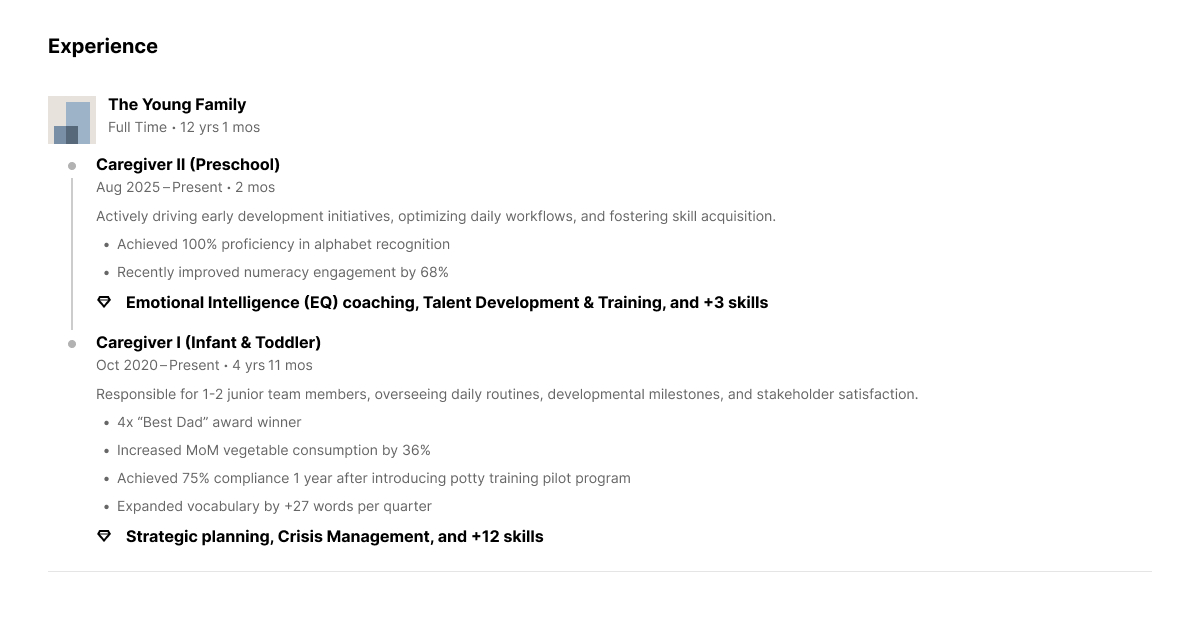 Experience
The Young Family
Full Time • 12 yrs 1 mos
Caregiver II (Preschool)
Aug 2025 – Present • 2 mos
Actively driving early development initiatives, optimizing daily workflows, and fostering skill acquisition.
• Achieved 100% proficiency in alphabet recognition
• Recently improved numeracy engagement by 68%
Emotional Intelligence (EQ) coaching, Talent Development & Training, and +3 skills
Caregiver I (Infant & Toddler)
Oct 2020 – Present • 4 yrs 11 mos
Responsible for 1-2 junior team members, overseeing daily routines, developmental milestones, and stakeholder satisfaction.
• 4x “Best Dad” award winner
• Increased MoM vegetable consumption by 36%
• Achieved 75% compliance 1 year after introducing potty training pilot program
• Expanded vocabulary by +27 words per quarter
Strategic planning, Crisis Management, and +12 skills